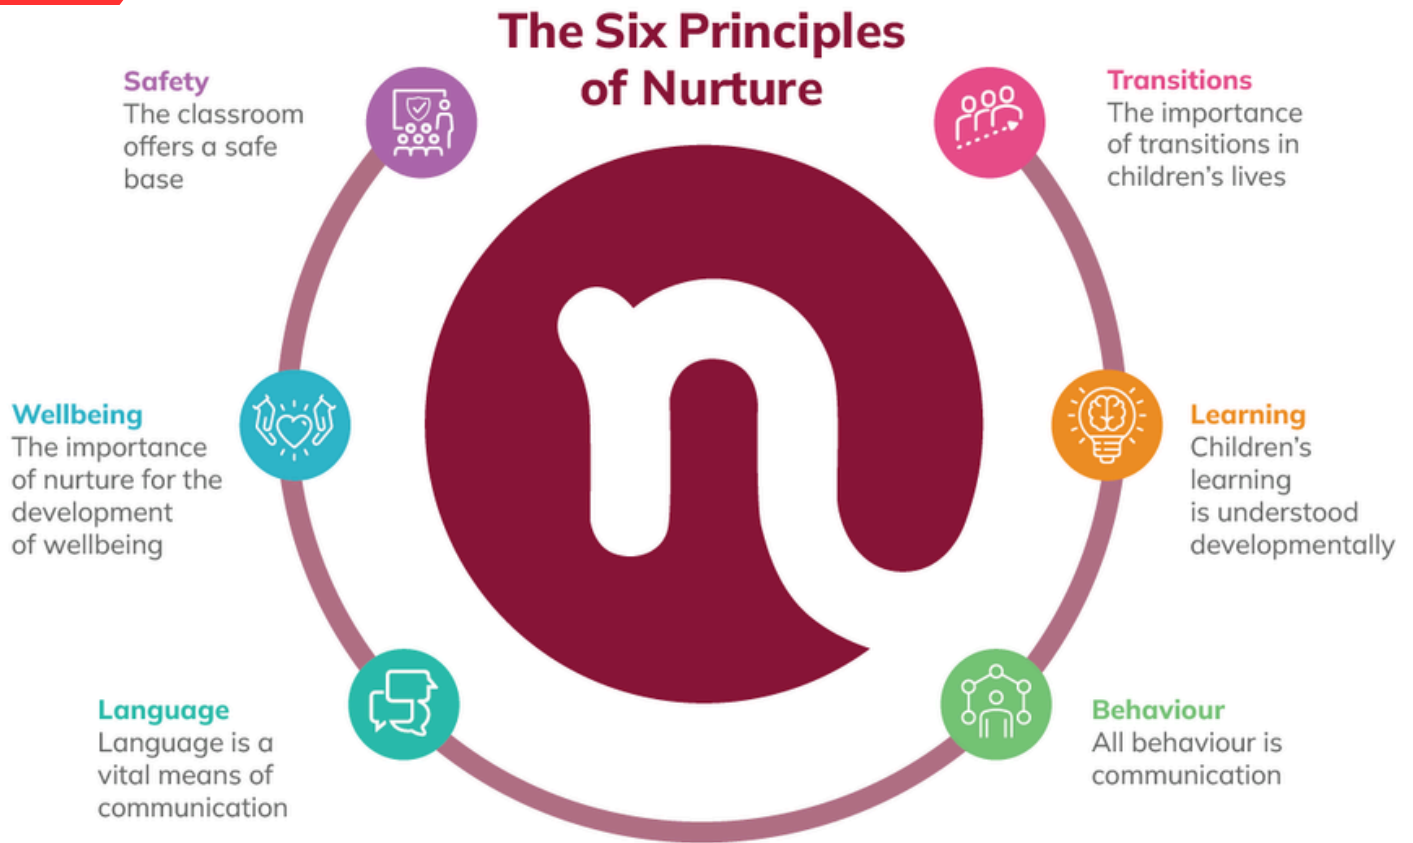 The Six Principles
of Nurture
Safety
The classroom
offers a safe
base
Transitions
The importance
of transitions in
children's lives
Wellbeing
The importance
of nurture for the
development
of wellbeing
n
Learning
Children's
learning
is understood
developmentally
Language
Language is a
vital means of
communication
Behaviour
All behaviour is
communication